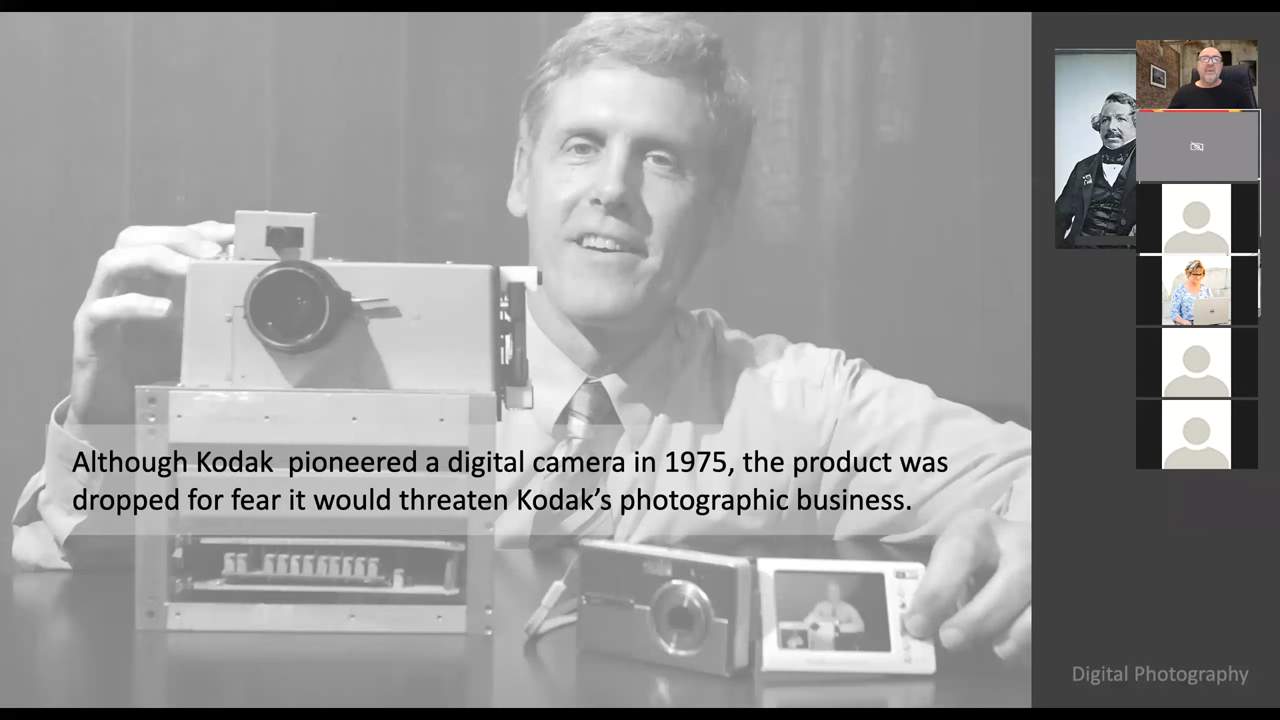 Although Kodak  pioneered a digital camera in 1975, the product was
dropped for fear it would threaten Kodak’s photographic business.
Digital Photography